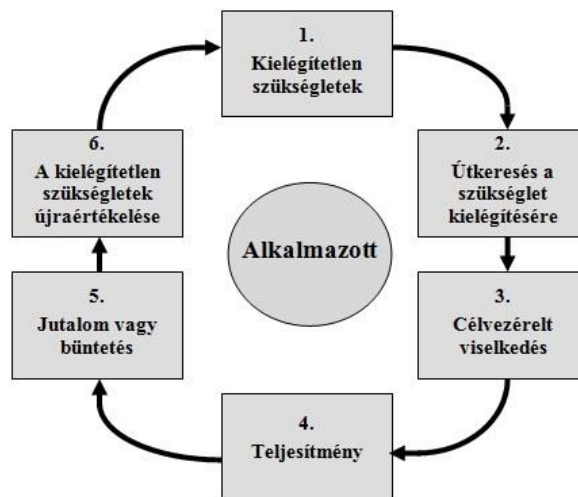 1.
Kielégítetlen
szükségletek
2.
Útkeresés a
szükséglet
kielégítésére
3.
Célvezérelt
viselkedés
4.
Teljesítmény
5.
Jutalom vagy
büntetés
6.
A kielégítetlen
szükségletek
újraértékelése
Alkalmazott